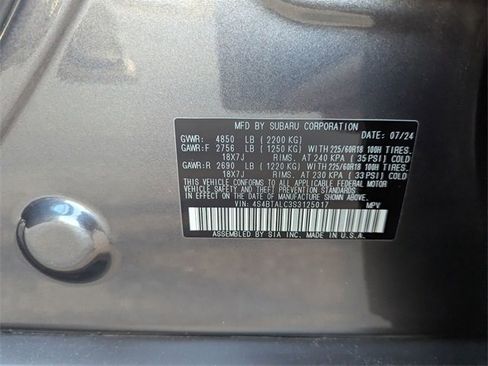 MFD BY SUBARU CORPORATION DATE: 07/24
GVWR: 4850 LB (2200 KG)
GAWR:F 2756 LB (1250 KG) WITH 225/60R18 100H TIRES.
18X7J RIMS. AT 240 KPA (35 PSI) COLD
GAWR:R 2690 LB (1220 KG) WITH 225/60R18 100H TIRES.
18X7J RIMS. AT 230 KPA (33 PSI) COLD
THIS VEHICLE CONFORMS TO ALL APPLICABLE FEDERAL MOTOR
VEHICLE SAFETY STANDARDS IN EFFECT ON THE DATE OF
MANUFACTURE SHOWN ABOVE.
VIN: 4S4BTALC3S3125017 MPV
ASSEMBLED BY SIA INC. MADE IN U.S.A.